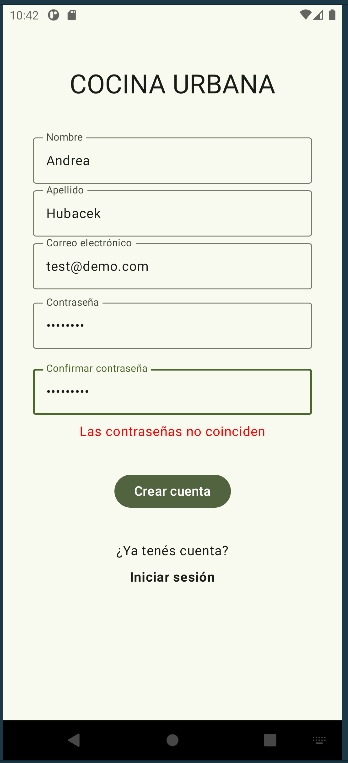 10:42
COCINA URBANA
Nombre
Andrea
Apellido
Hubacek
Correo electrónico
test@demo.com
Contraseña
••••••••
Confirmar contraseña
•••••••••
Las contraseñas no coinciden
Crear cuenta
¿Ya tenés cuenta?
Iniciar sesión